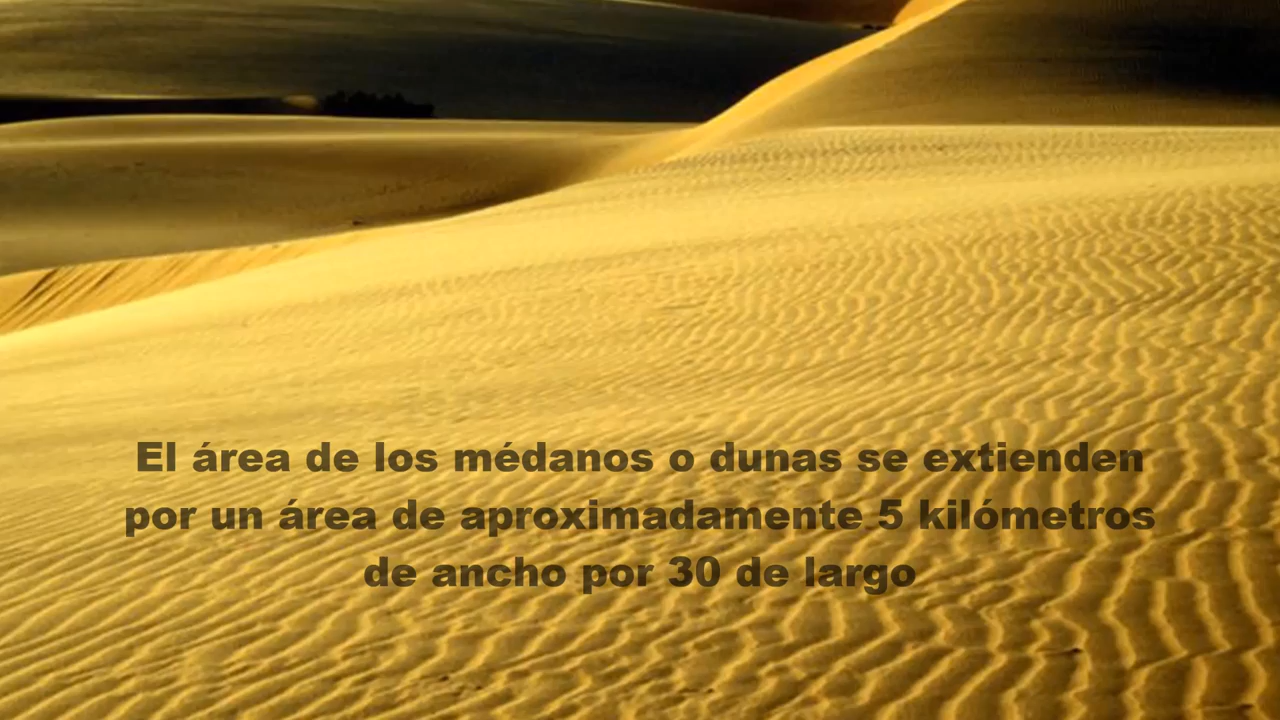 El área de los médanos o dunas se extienden
por un área de aproximadamente 5 kilómetros
de ancho por 30 de largo